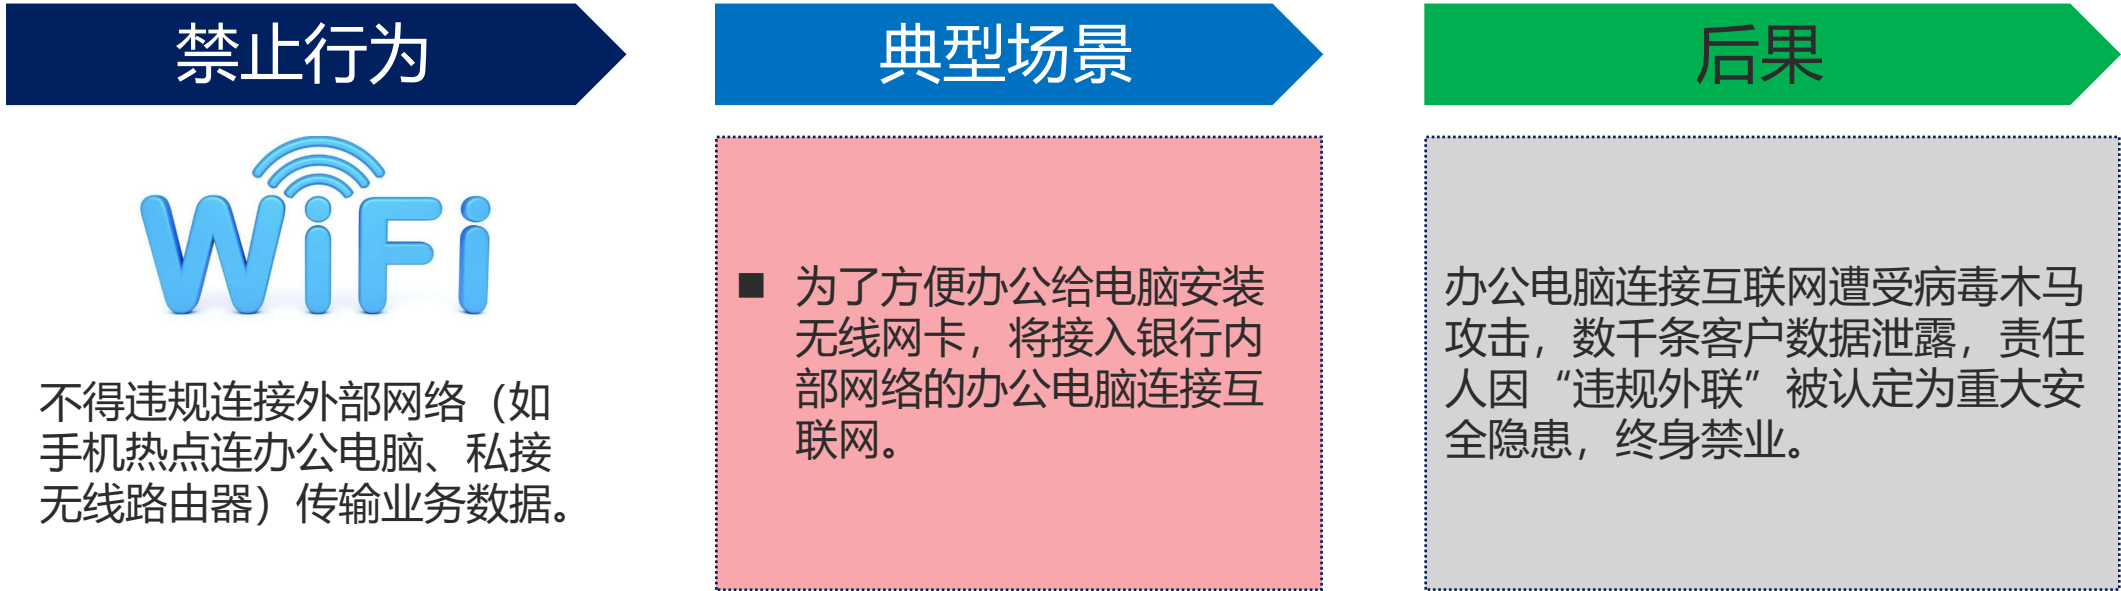 禁止行为
WiFi
不得违规连接外部网络（如
手机热点连办公电脑、私接
无线路由器）传输业务数据。
典型场景
■ 为了方便办公给电脑安装
无线网卡，将接入银行内
部网络的办公电脑连接互
联网。
后果
办公电脑连接互联网遭受病毒木马
攻击，数千条客户数据泄露，责任
人因“违规外联”被认定为重大安
全隐患，终身禁业。